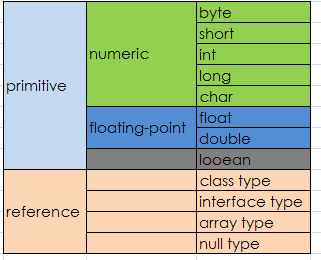 primitive
numeric
byte
short
int
long
char
floating-point
float
double
looean
reference
class type
interface type
array type
null type